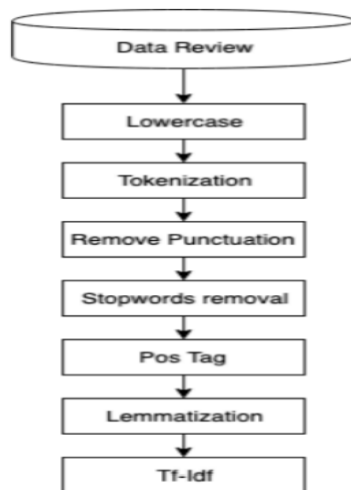 Data Review
Lowercase
Tokenization
Remove Punctuation
Stopwords removal
Pos Tag
Lemmatization
Tf-Idf